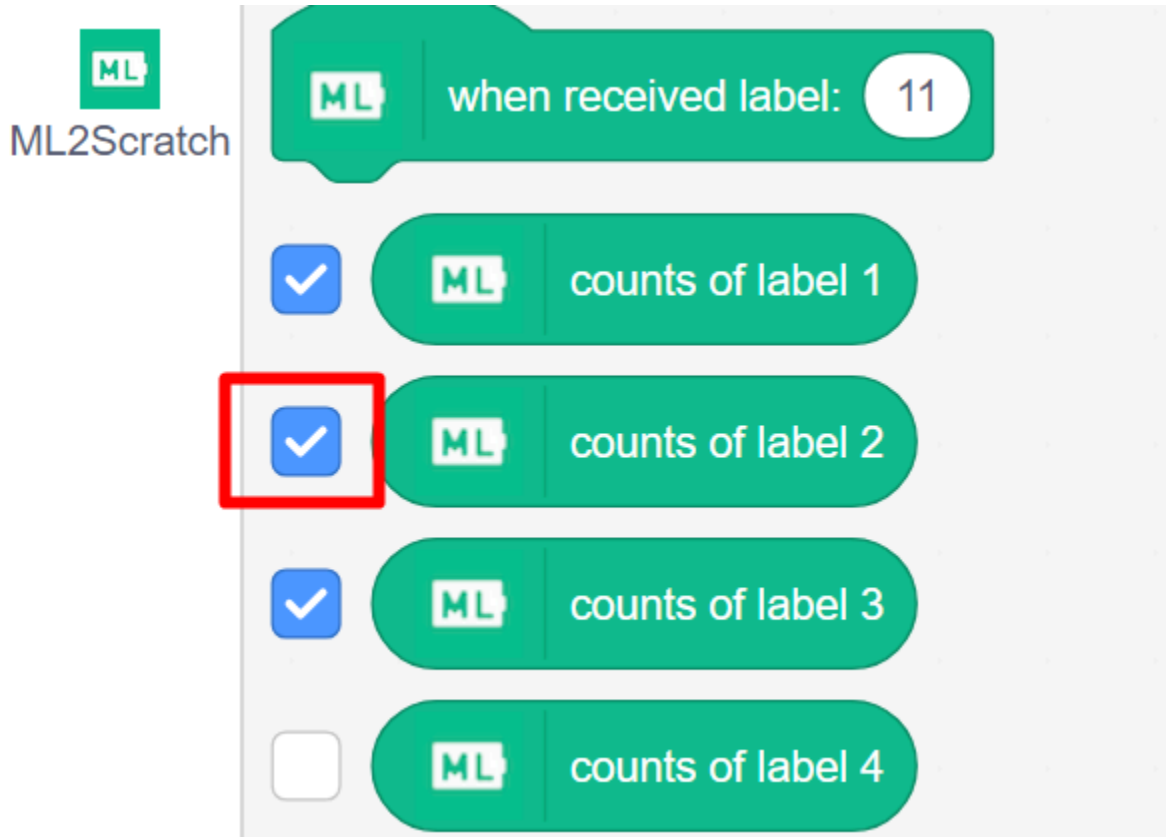 ML
ML2Scratch
ML when received label: 11
ML counts of label 1
ML counts of label 2
ML counts of label 3
ML counts of label 4